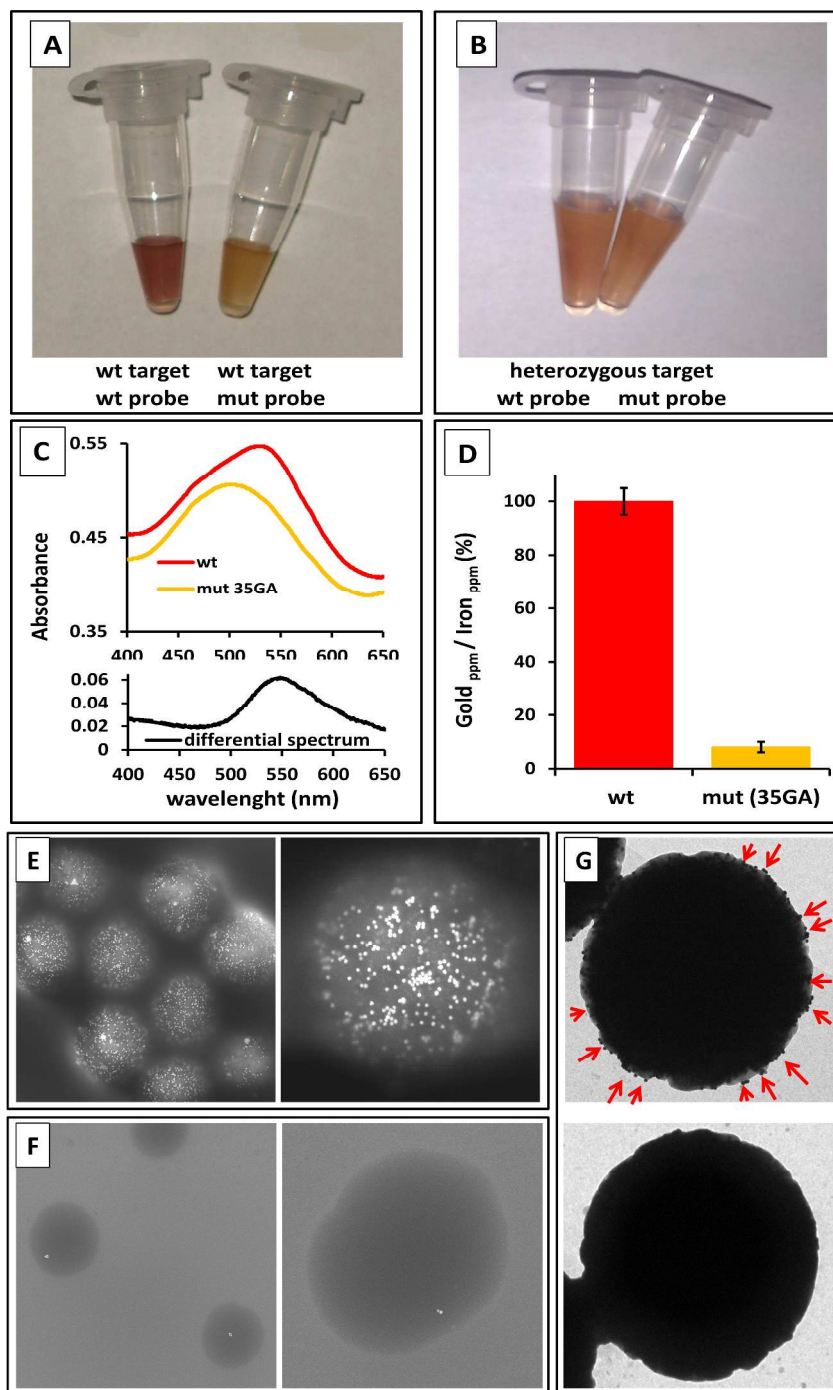 A
wt target wt target
wt probe mut probe
B
heterozygous target
wt probe mut probe
C
Absorbance
0.55
0.45
0.35
wt
mut 35GA
400 450 500 550 600 650
0.06
0.04
0.02
0
differential spectrum
400 450 500 550 600 650
wavelenght (nm)
D
Gold ppm / Iron ppm (%)
100
80
60
40
20
0
wt mut (35GA)
E
G
F